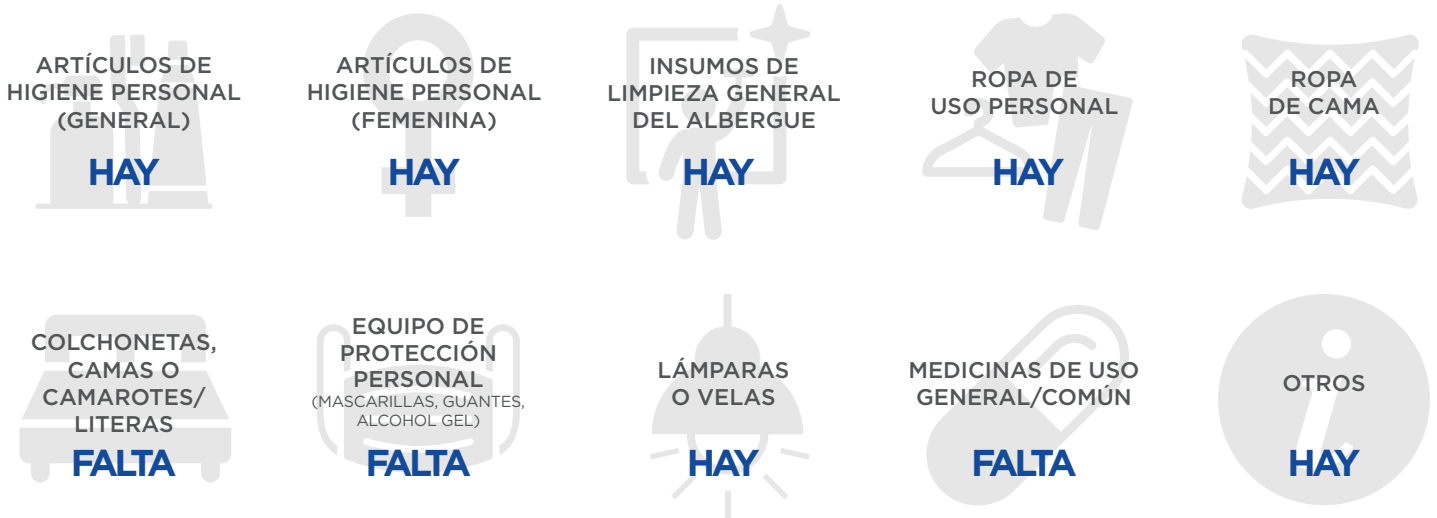 ARTÍCULOS DE
HIGIENE PERSONAL
(GENERAL)
HAY
ARTÍCULOS DE
HIGIENE PERSONAL
(FEMENINA)
HAY
INSUMOS DE
LIMPIEZA GENERAL
DEL ALBERGUE
HAY
ROPA DE
USO PERSONAL
HAY
ROPA
DE CAMA
HAY
COLCHONETAS,
CAMAS O
CAMAROTES/
LITERAS
FALTA
EQUIPO DE
PROTECCIÓN
PERSONAL
(MASCARILLAS, GUANTES,
ALCOHOL GEL)
FALTA
LÁMPARAS
O VELAS
HAY
MEDICINAS DE USO
GENERAL/COMÚN
FALTA
OTROS
HAY